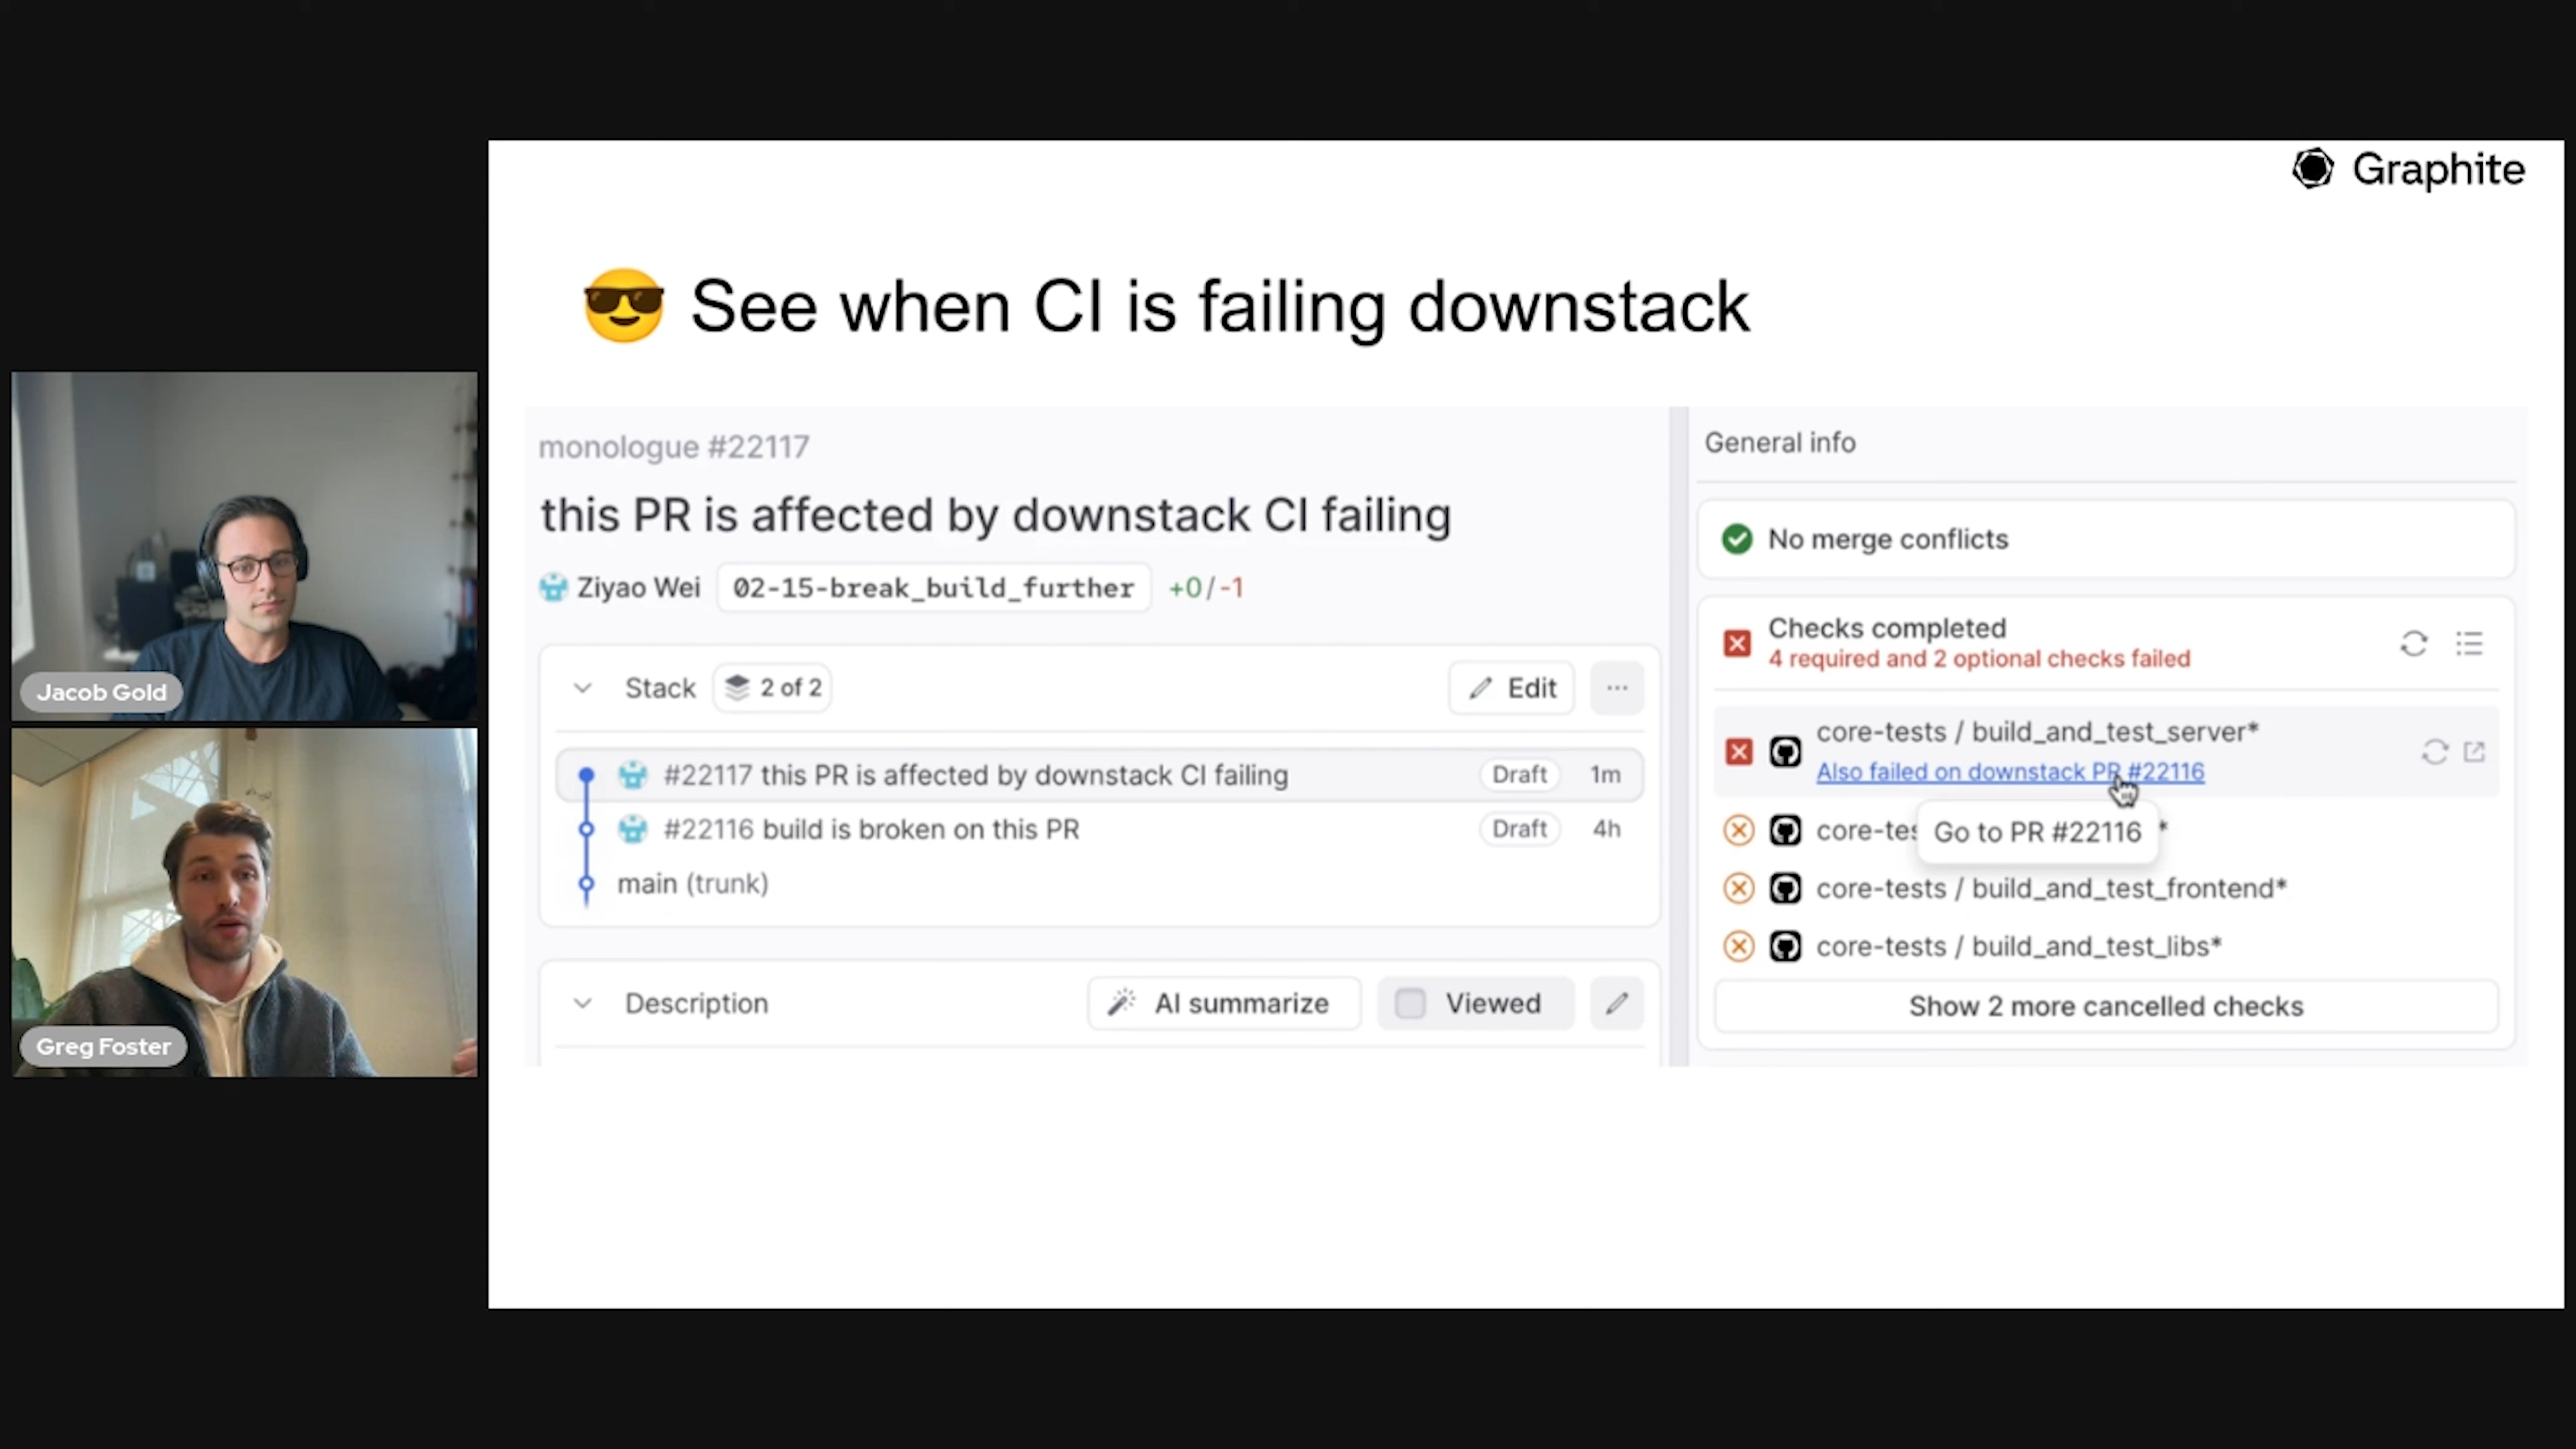 Graphite
See when CI is failing downstack
monologue #22117
this PR is affected by downstack CI failing
Ziyao Wei 02-15-break_build_further +0/-1
Stack 2 of 2 Edit
#22117 this PR is affected by downstack CI failing Draft 1m
#22116 build is broken on this PR Draft 4h
main (trunk)
Description AI summarize Viewed
General info
No merge conflicts
Checks completed
4 required and 2 optional checks failed
core-tests / build_and_test_server*
Also failed on downstack PR #22116
Go to PR #22116
core-tests / build_and_test_frontend*
core-tests / build_and_test_libs*
Show 2 more cancelled checks
Jacob Gold
Greg Foster